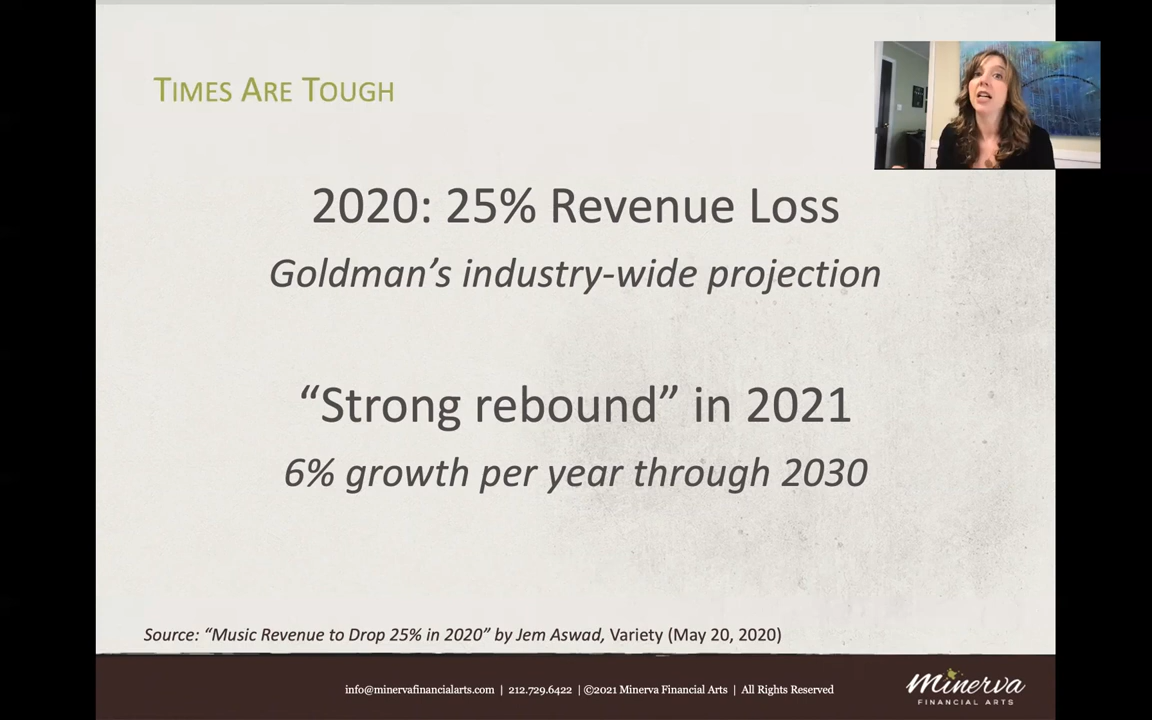 TIMES ARE TOUGH
2020: 25% Revenue Loss
Goldman’s industry-wide projection
“Strong rebound” in 2021
6% growth per year through 2030
Source: “Music Revenue to Drop 25% in 2020” by Jem Aswad, Variety (May 20, 2020)
info@minervafinancialarts.com | 212.729.6422 | ©2021 Minerva Financial Arts | All Rights Reserved
Minerva
FINANCIAL ARTS